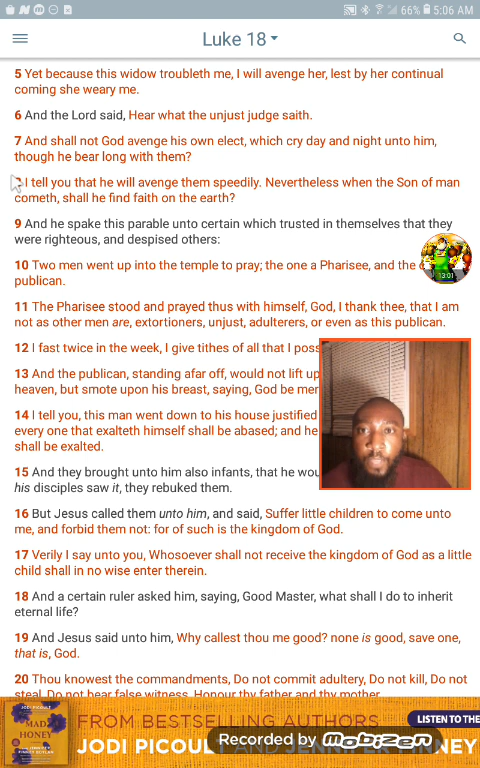 66% 5:06 AM
Luke 18
5 Yet because this widow troubleth me, I will avenge her, lest by her continual
coming she weary me.
6 And the Lord said, Hear what the unjust judge saith.
7 And shall not God avenge his own elect, which cry day and night unto him,
though he bear long with them?
I tell you that he will avenge them speedily. Nevertheless when the Son of man
cometh, shall he find faith on the earth?
9 And he spake this parable unto certain which trusted in themselves that they
were righteous, and despised others:
10 Two men went up into the temple to pray; the one a Pharisee, and the
publican.
13:01
11 The Pharisee stood and prayed thus with himself, God, I thank thee, that I am
not as other men are, extortioners, unjust, adulterers, or even as this publican.
12 I fast twice in the week, I give tithes of all that I poss
13 And the publican, standing afar off, would not lift up
heaven, but smote upon his breast, saying, God be mer
14 I tell you, this man went down to his house justified
every one that exalteth himself shall be abased; and he
shall be exalted.
15 And they brought unto him also infants, that he wou
his disciples saw it, they rebuked them.
16 But Jesus called them unto him, and said, Suffer little children to come unto
me, and forbid them not: for of such is the kingdom of God.
17 Verily I say unto you, Whosoever shall not receive the kingdom of God as a little
child shall in no wise enter therein.
18 And a certain ruler asked him, saying, Good Master, what shall I do to inherit
eternal life?
19 And Jesus said unto him, Why callest thou me good? none is good, save one,
that is, God.
20 Thou knowest the commandments, Do not commit adultery, Do not kill, Do not
steal, Do not bear false witness, Honour thy father and thy mother
JODI PICOULT
MAD
HONEY
FROM BESTSELLING AUTHORS
LISTEN TO THE
JODI PICOULT AND JEN NNEY
Recorded by Mobizen